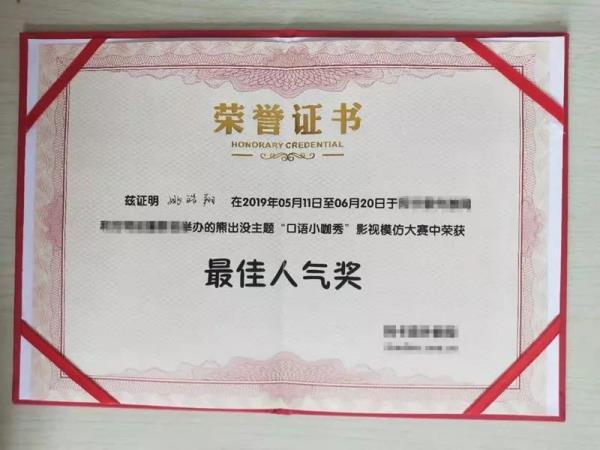 荣誉证书
HONORARY CREDENTIAL
兹证明 在2019年05月11日至06月20日于
举办的熊出没主题“口语小咖秀”影视模仿大赛中荣获
最佳人气奖